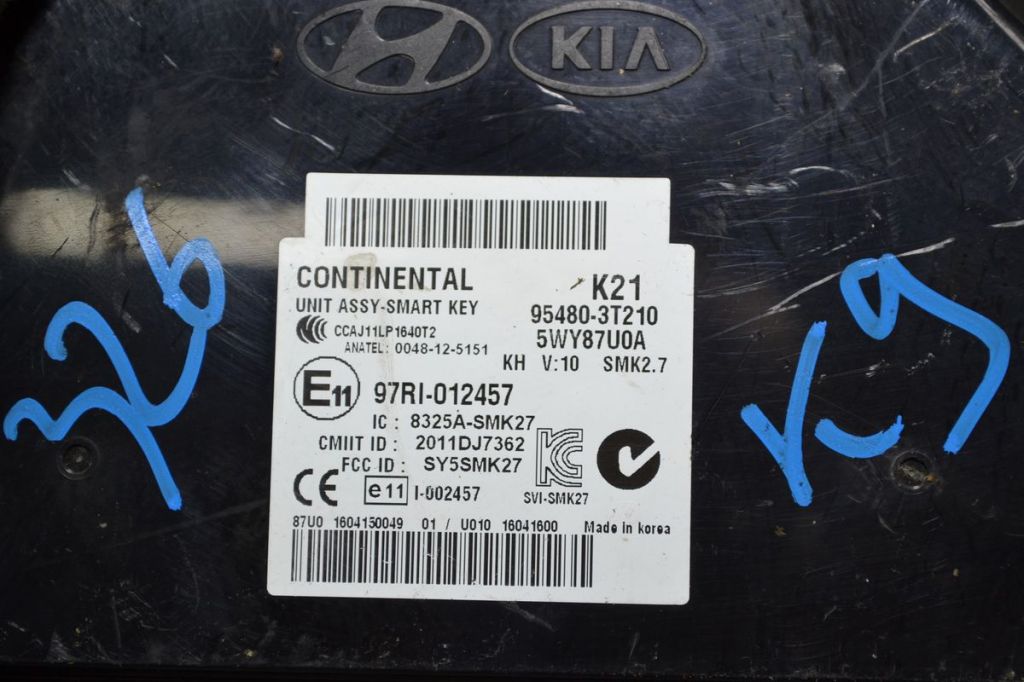 KIA
CONTINENTAL K21
UNIT ASSY-SMART KEY 95480-3T210
CCAJ11LP1640T2 5WY87U0A
ANATEL: 0048-12-5151
KH V:10 SMK2.7
E11 97RI-012457
IC : 8325A-SMK27
CMIIT ID : 2011DJ7362
FCC ID : SY5SMK27
CE e11 I-002457 SVI-SMK27
87U0 1604150049 01 / U010 16041600 Made in korea
326
K9